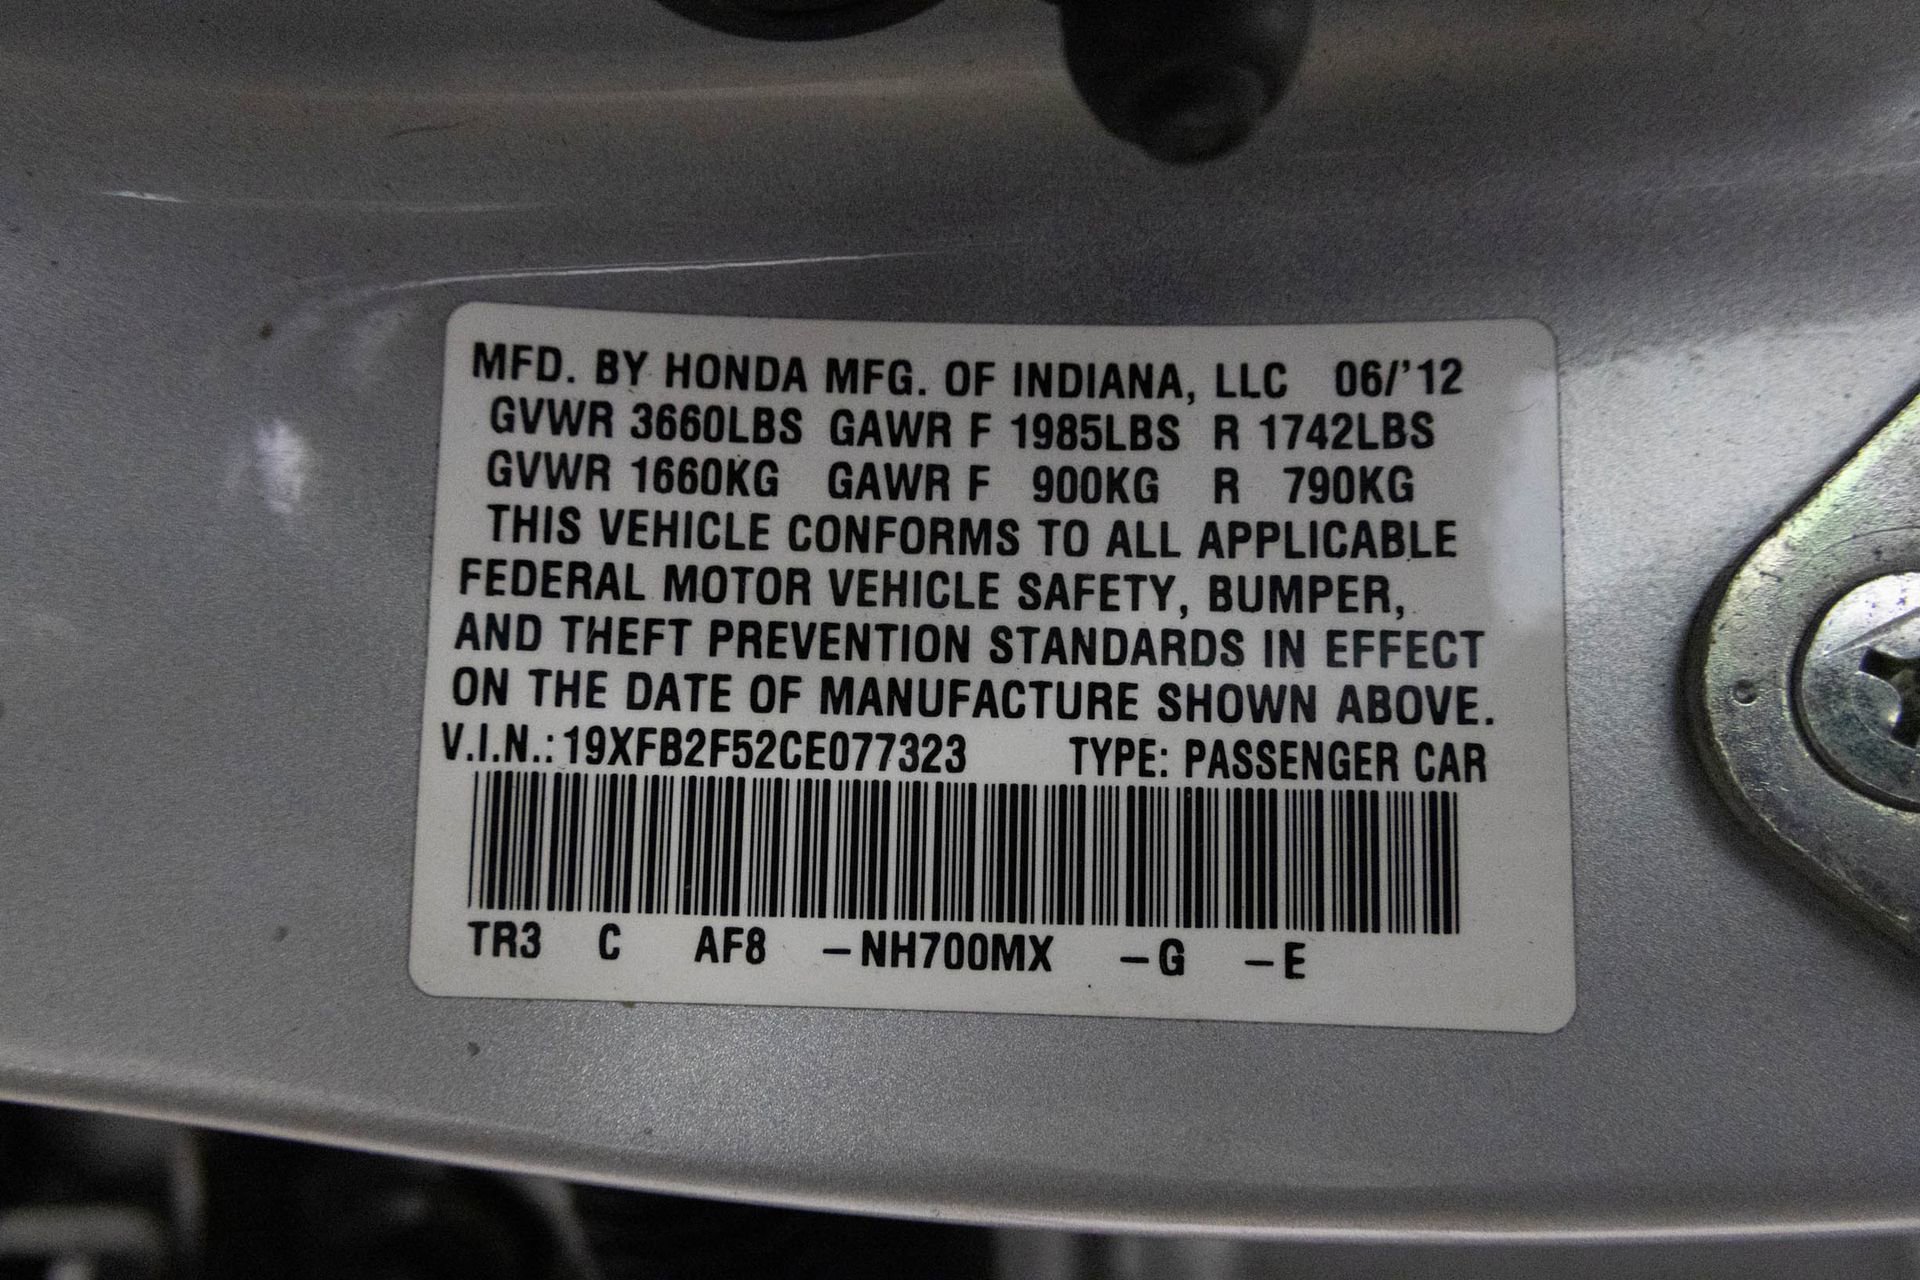 MFD. BY HONDA MFG. OF INDIANA, LLC 06/'12
GVWR 3660LBS GAWR F 1985LBS R 1742LBS
GVWR 1660KG GAWR F 900KG R 790KG
THIS VEHICLE CONFORMS TO ALL APPLICABLE
FEDERAL MOTOR VEHICLE SAFETY, BUMPER,
AND THEFT PREVENTION STANDARDS IN EFFECT
ON THE DATE OF MANUFACTURE SHOWN ABOVE.
V.I.N.: 19XFB2F52CE077323 TYPE: PASSENGER CAR
TR3 C AF8 –NH700MX –G –E